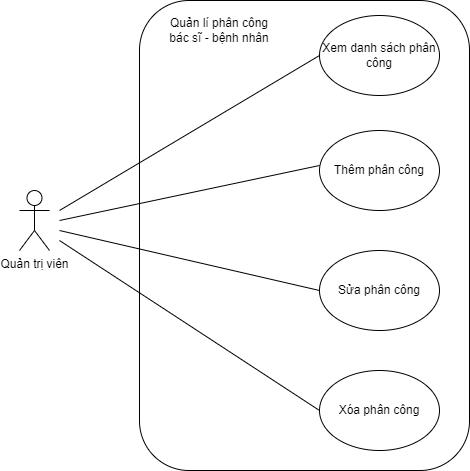 Quản lí phân công
bác sĩ - bệnh nhân
Xem danh sách phân
công
Thêm phân công
Quản trị viên
Sửa phân công
Xóa phân công